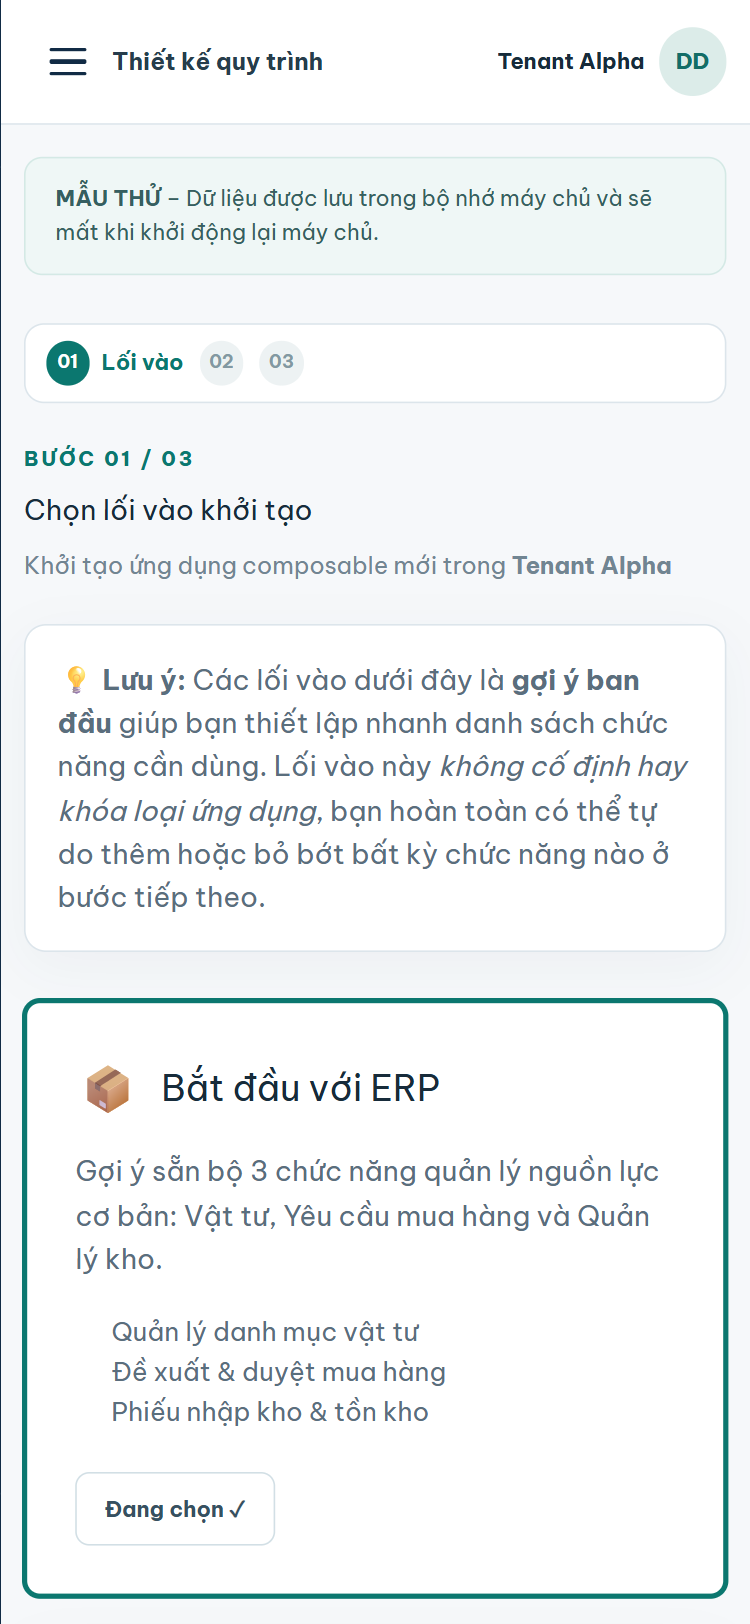 Thiết kế quy trình
Tenant Alpha
DD
MẪU THỬ – Dữ liệu được lưu trong bộ nhớ máy chủ và sẽ
mất khi khởi động lại máy chủ.
01 Lối vào 02 03
BƯỚC 01 / 03
Chọn lối vào khởi tạo
Khởi tạo ứng dụng composable mới trong Tenant Alpha
💡 Lưu ý: Các lối vào dưới đây là gợi ý ban
đầu giúp bạn thiết lập nhanh danh sách chức
năng cần dùng. Lối vào này không cố định hay
khóa loại ứng dụng, bạn hoàn toàn có thể tự
do thêm hoặc bỏ bớt bất kỳ chức năng nào ở
bước tiếp theo.
📦 Bắt đầu với ERP
Gợi ý sẵn bộ 3 chức năng quản lý nguồn lực
cơ bản: Vật tư, Yêu cầu mua hàng và Quản
lý kho.
Quản lý danh mục vật tư
Đề xuất & duyệt mua hàng
Phiếu nhập kho & tồn kho
Đang chọn ✓